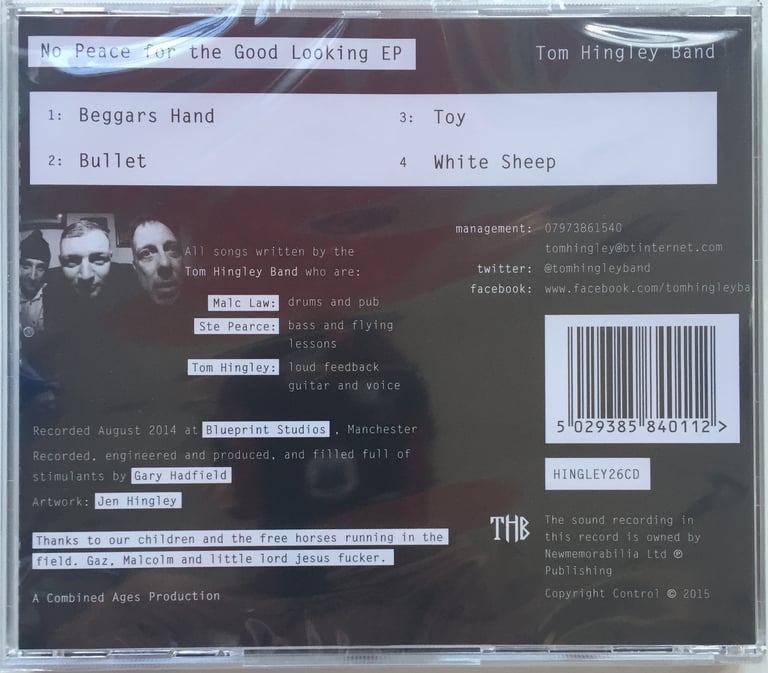 No Peace for the Good Looking EP
Tom Hingley Band
1: Beggars Hand
2: Bullet
3: Toy
4 White Sheep
All songs written by the
Tom Hingley Band who are:
Malc Law: drums and pub
Ste Pearce: bass and flying
lessons
Tom Hingley: loud feedback
guitar and voice
Recorded August 2014 at Blueprint Studios , Manchester
Recorded, engineered and produced, and filled full of
stimulants by Gary Hadfield
Artwork: Jen Hingley
Thanks to our children and the free horses running in the
field. Gaz, Malcolm and little lord jesus fucker.
A Combined Ages Production
management: 07973861540
tomhingley@btinternet.com
twitter: @tomhingleyband
facebook: www.facebook.com/tomhingleyba
5 029385 840112 >
HINGLEY26CD
THB
The sound recording in
this record is owned by
Newmemorabilia Ltd ℗
Publishing
Copyright Control © 2015